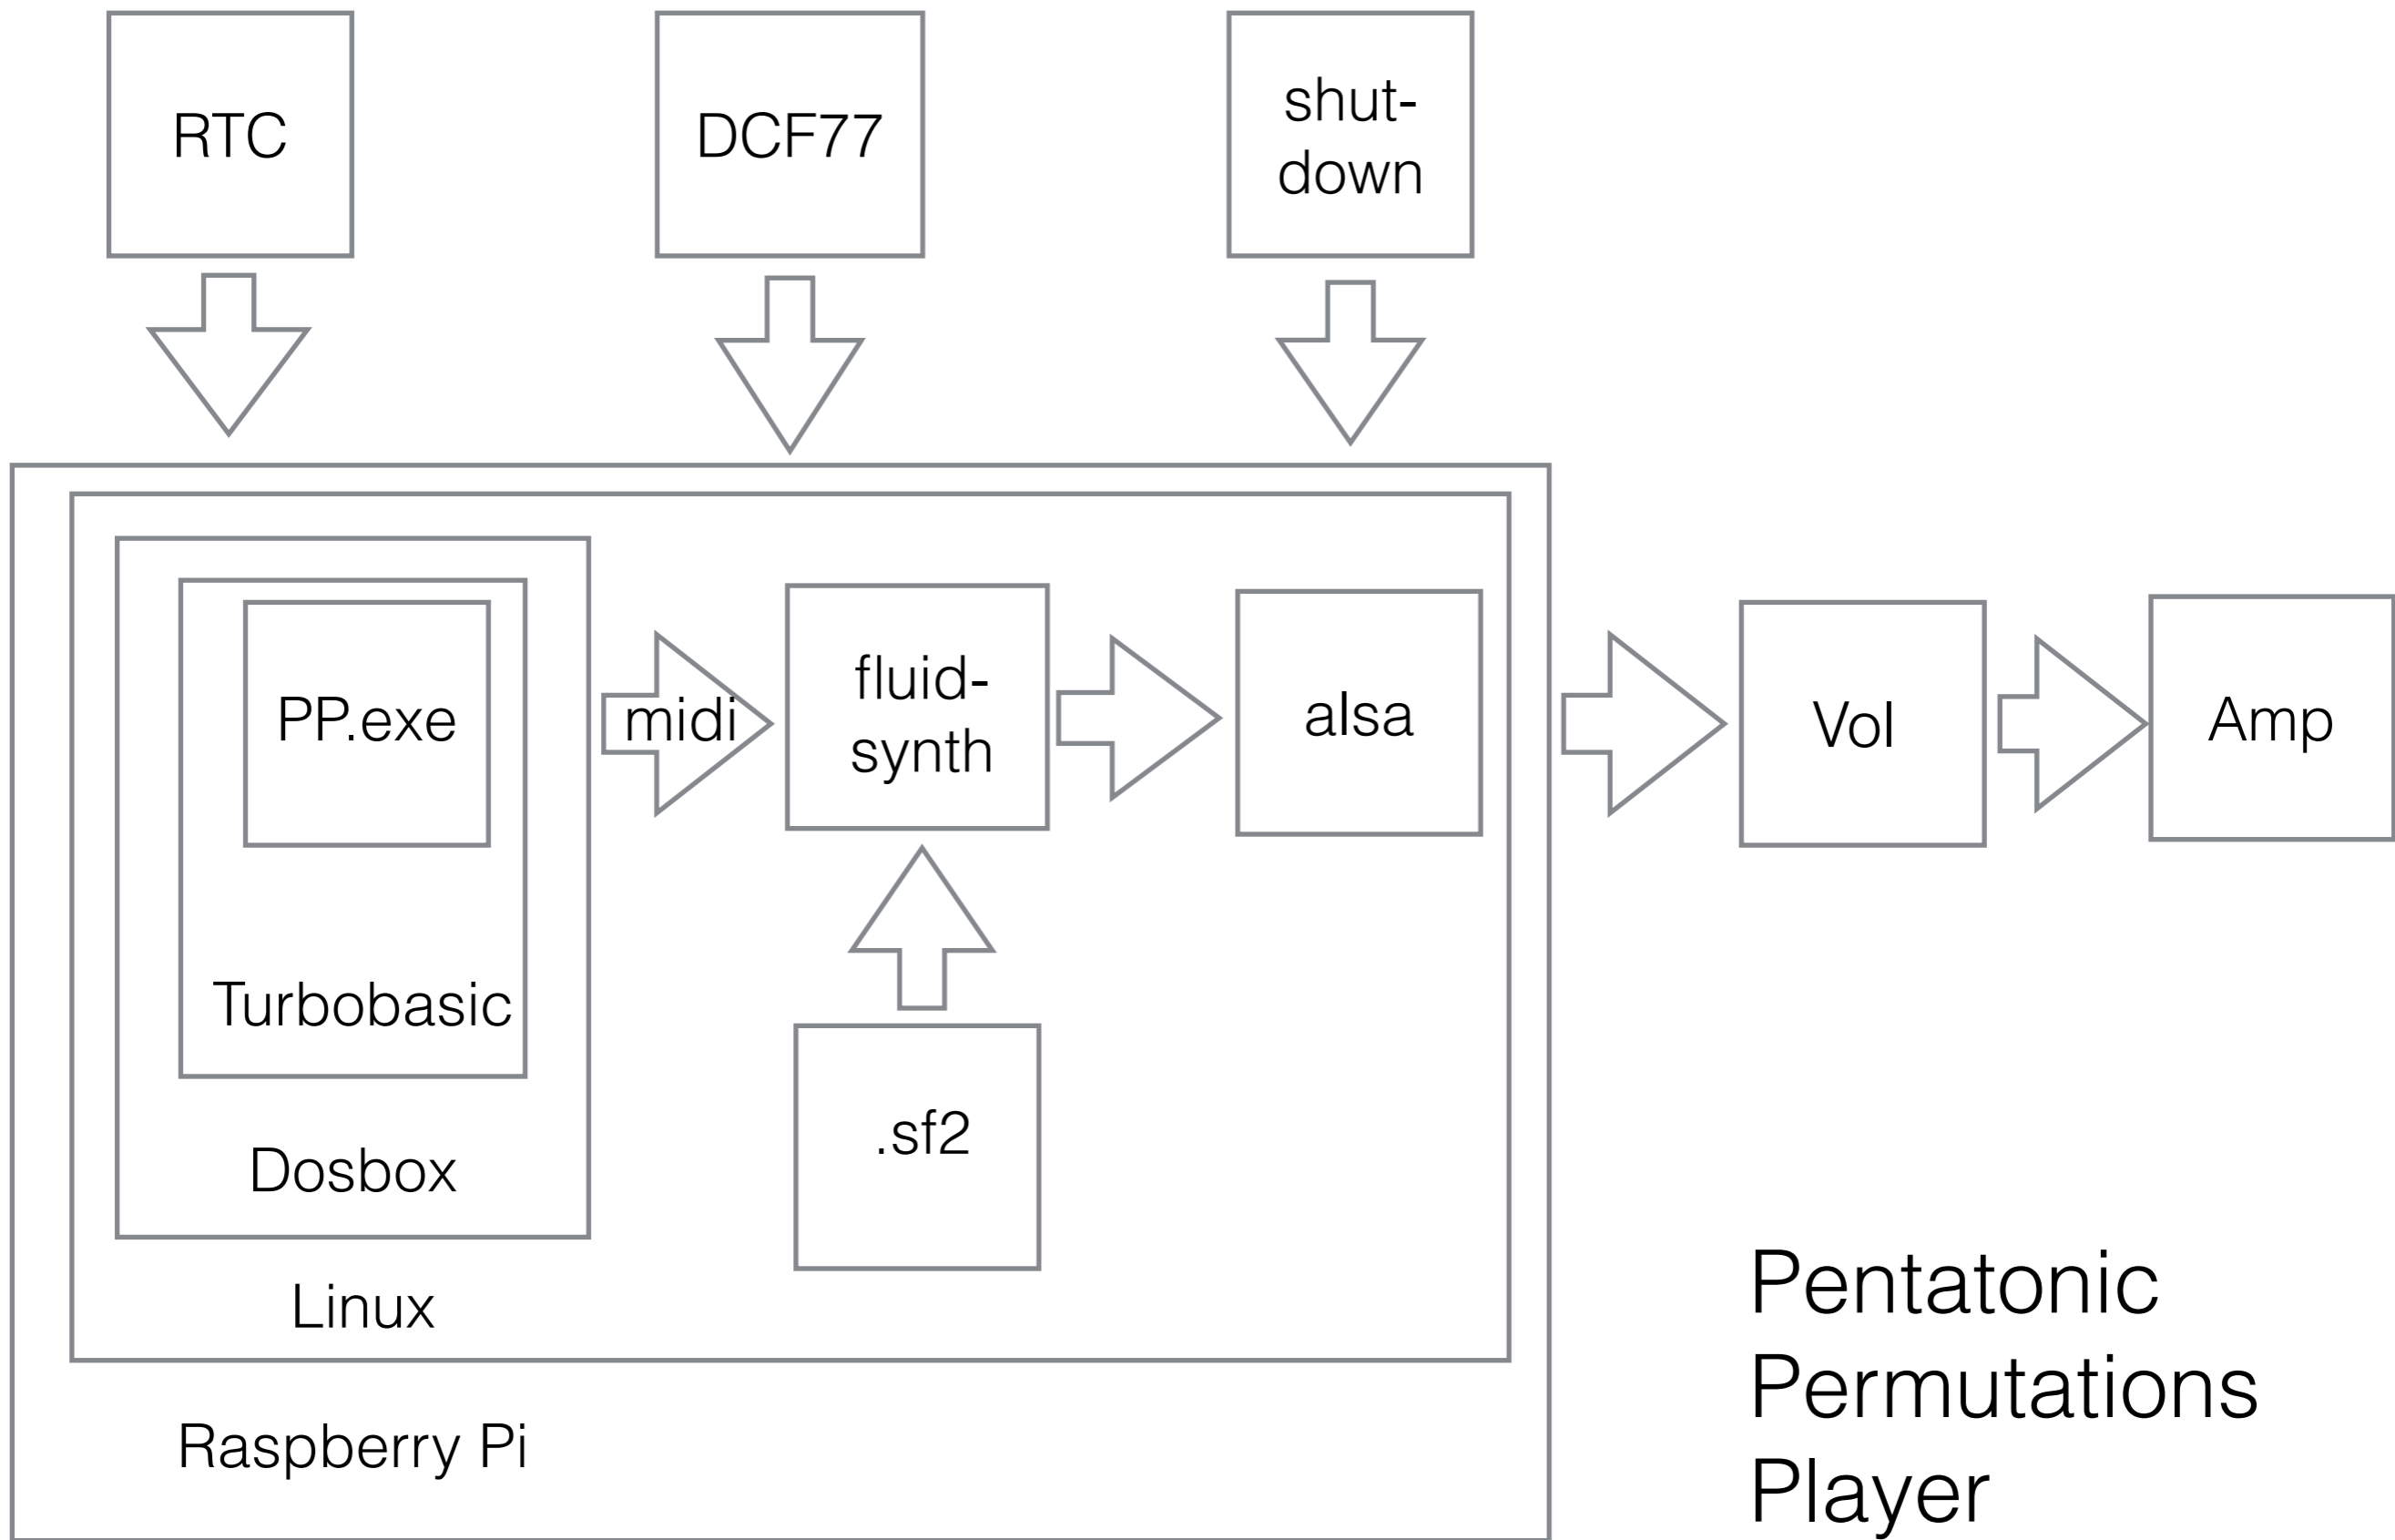 RTC
DCF77
shut-
down
PP.exe
midi
fluid-
synth
alsa
Vol
Amp
Turbobasic
.sf2
Dosbox
Linux
Raspberry Pi
Pentatonic
Permutations
Player